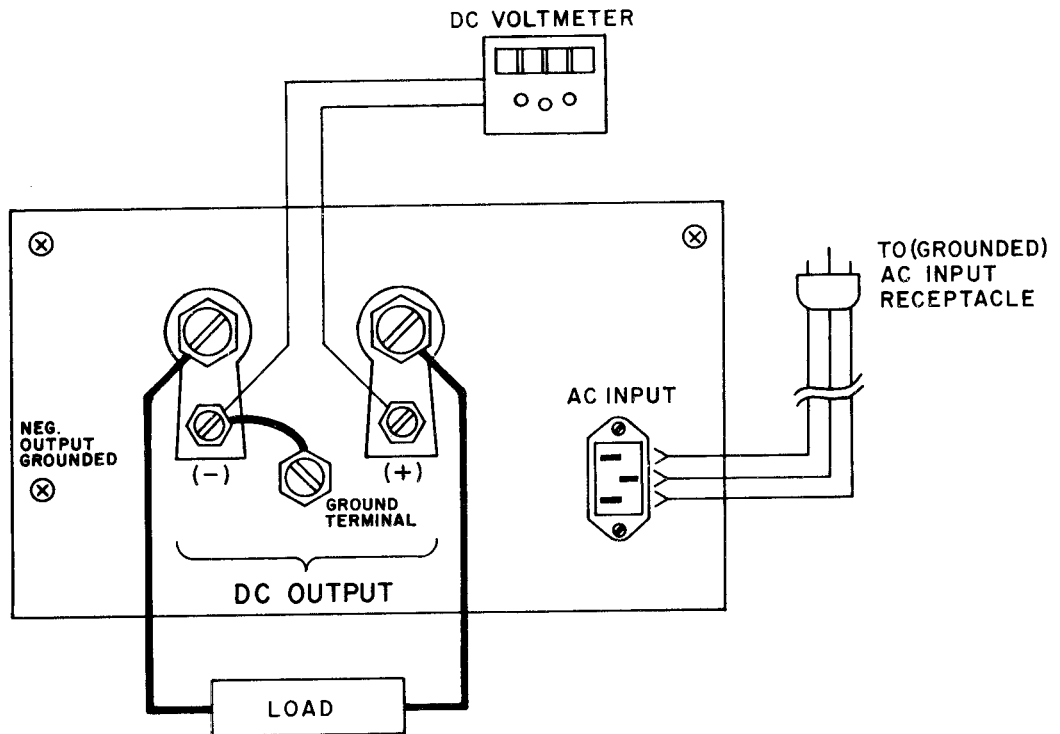 DC VOLTMETER
TO (GROUNDED)
AC INPUT
RECEPTACLE
AC INPUT
NEG.
OUTPUT
GROUNDED
(-)
(+)
GROUND
TERMINAL
DC OUTPUT
LOAD